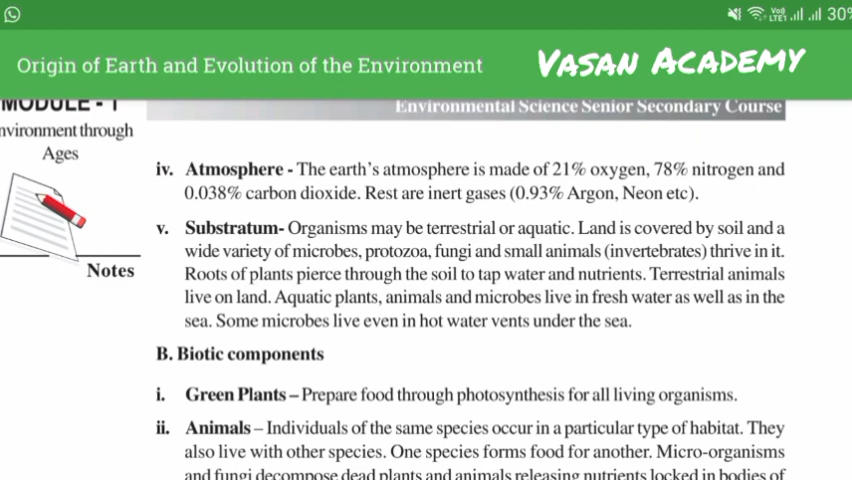 Vo))
LTE1
30%
Origin of Earth and Evolution of the Environment
VASAN ACADEMY
MODULE - 1
Environmental Science Senior Secondary Course
nvironment through
Ages
iv. Atmosphere - The earth's atmosphere is made of 21% oxygen, 78% nitrogen and
0.038% carbon dioxide. Rest are inert gases (0.93% Argon, Neon etc).
v. Substratum- Organisms may be terrestrial or aquatic. Land is covered by soil and a
wide variety of microbes, protozoa, fungi and small animals (invertebrates) thrive in it.
Notes
Roots of plants pierce through the soil to tap water and nutrients. Terrestrial animals
live on land. Aquatic plants, animals and microbes live in fresh water as well as in the
sea. Some microbes live even in hot water vents under the sea.
B. Biotic components
i. Green Plants – Prepare food through photosynthesis for all living organisms.
ii. Animals – Individuals of the same species occur in a particular type of habitat. They
also live with other species. One species forms food for another. Micro-organisms
and fungi decompose dead plants and animals releasing nutrients locked in bodies of